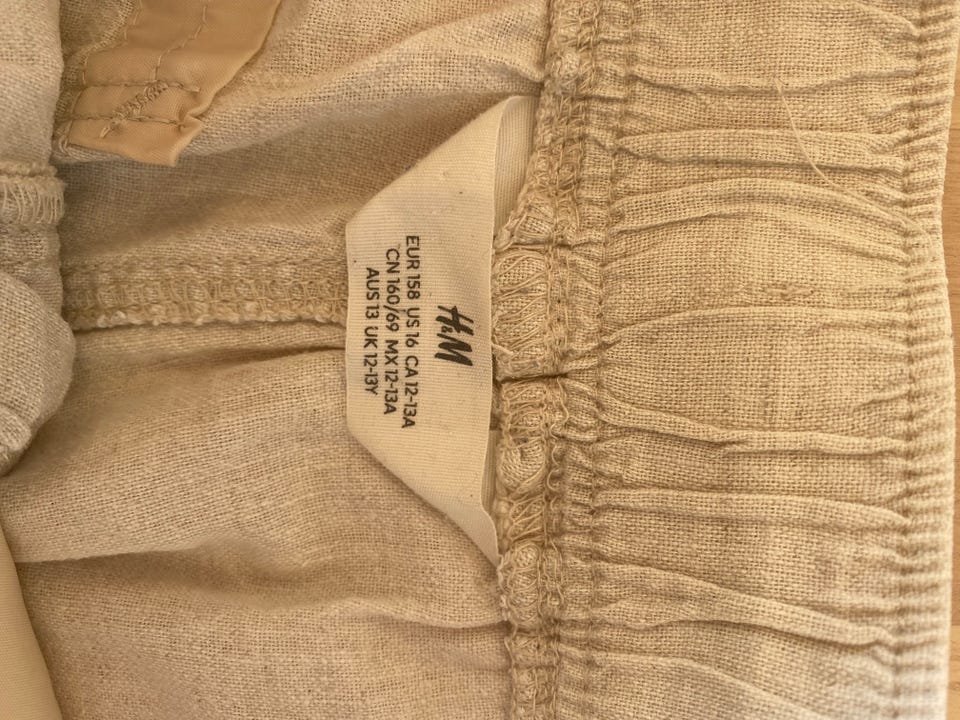 H&M
EUR 158 US 16 CA 12-13A
CN 160/69 MX 12-13A
AUS 13 UK 12-13Y